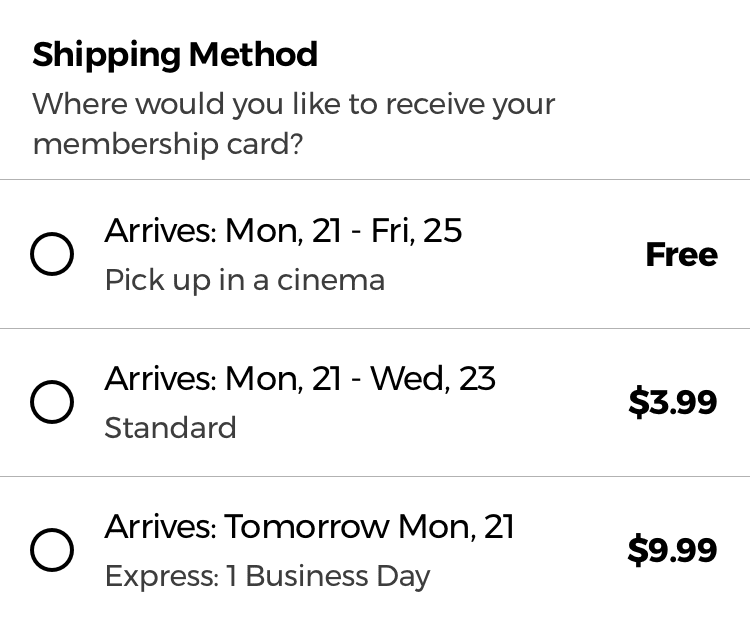 Shipping Method
Where would you like to receive your
membership card?
Arrives: Mon, 21 - Fri, 25
Free
Pick up in a cinema
Arrives: Mon, 21 - Wed, 23
$3.99
Standard
Arrives: Tomorrow Mon, 21
$9.99
Express: 1 Business Day